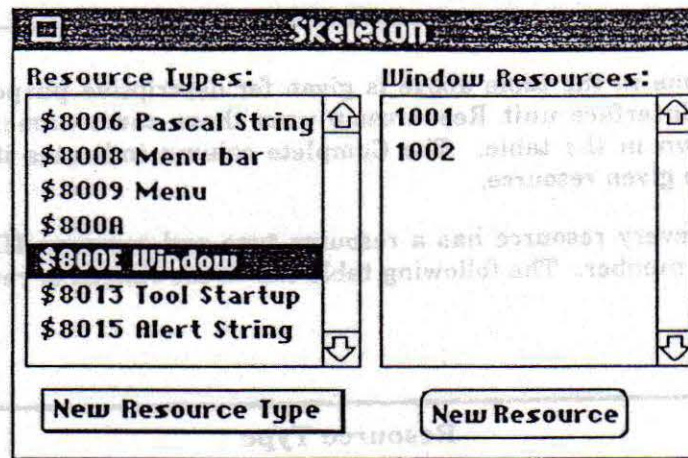 Skeleton
Resource Types:
$8006 Pascal String
$8008 Menu bar
$8009 Menu
$800A
$800E Window
$8013 Tool Startup
$8015 Alert String
Window Resources:
1001
1002
New Resource Type
New Resource